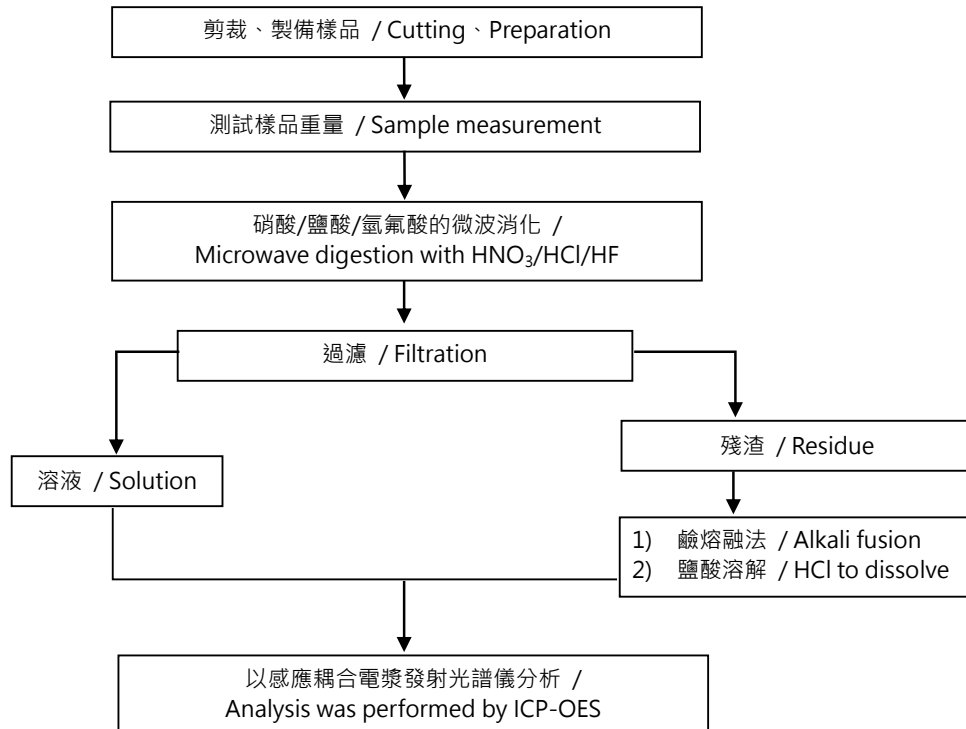 剪裁、製備樣品 / Cutting、Preparation
測試樣品重量 / Sample measurement
硝酸/鹽酸/氫氟酸的微波消化 /
Microwave digestion with HNO₃/HCl/HF
過濾 / Filtration
溶液 / Solution
殘渣 / Residue
1) 鹼熔融法 / Alkali fusion
2) 鹽酸溶解 / HCl to dissolve
以感應耦合電漿發射光譜儀分析 /
Analysis was performed by ICP-OES